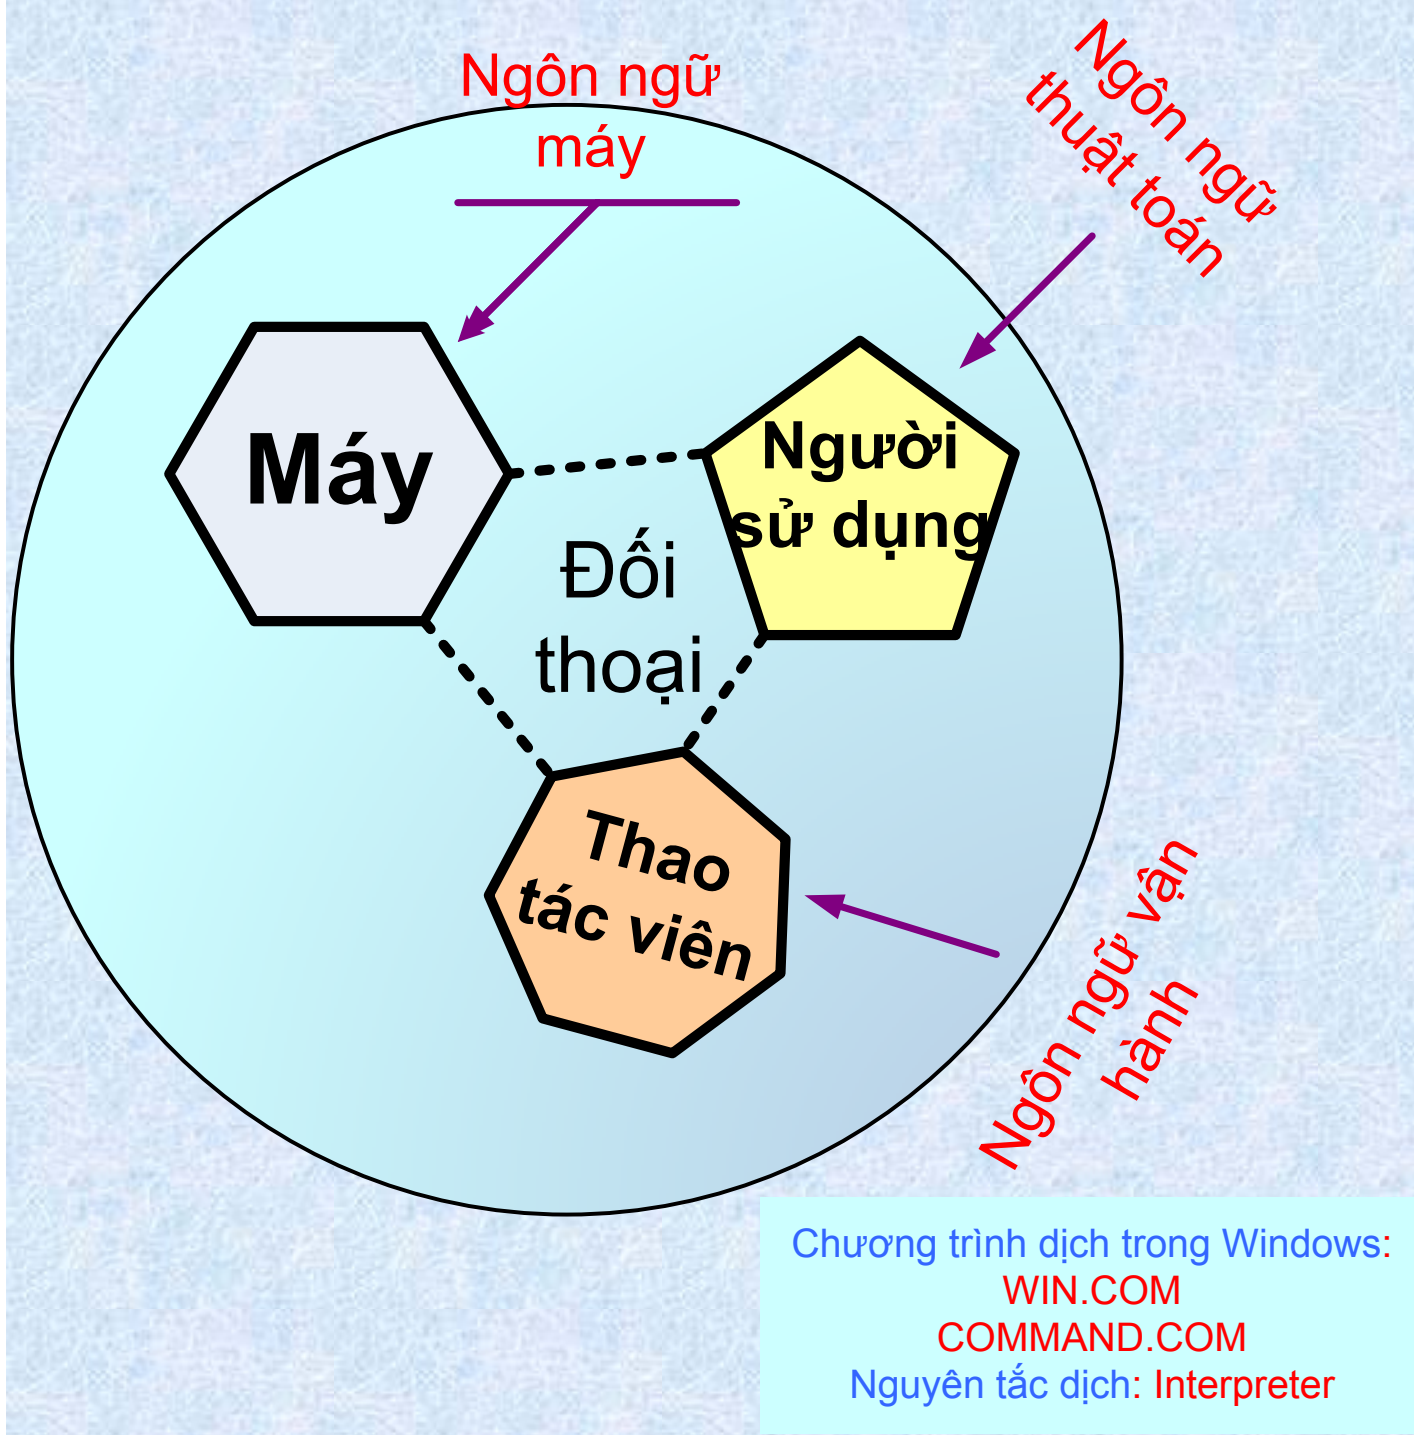 Ngôn ngữ
máy
Ngôn ngữ
thuật toán
Máy
Người
sử dụng
Đối
thoại
Thao
tác viên
Ngôn ngữ vận
hành
Chương trình dịch trong Windows:
WIN.COM
COMMAND.COM
Nguyên tắc dịch: Interpreter